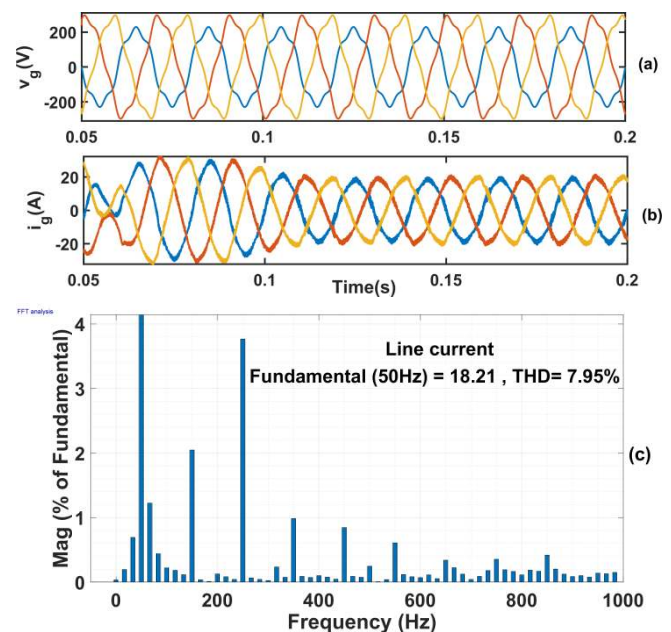 200
0
-200
v_g(V)
(a)
0.05
0.1
0.15
0.2
20
0
-20
i_g(A)
(b)
0.05
0.1
0.15
0.2
Time(s)
FFT analysis
4
3
2
1
0
Mag (% of Fundamental)
Line current
Fundamental (50Hz) = 18.21 , THD= 7.95%
(c)
0
200
400
600
800
1000
Frequency (Hz)